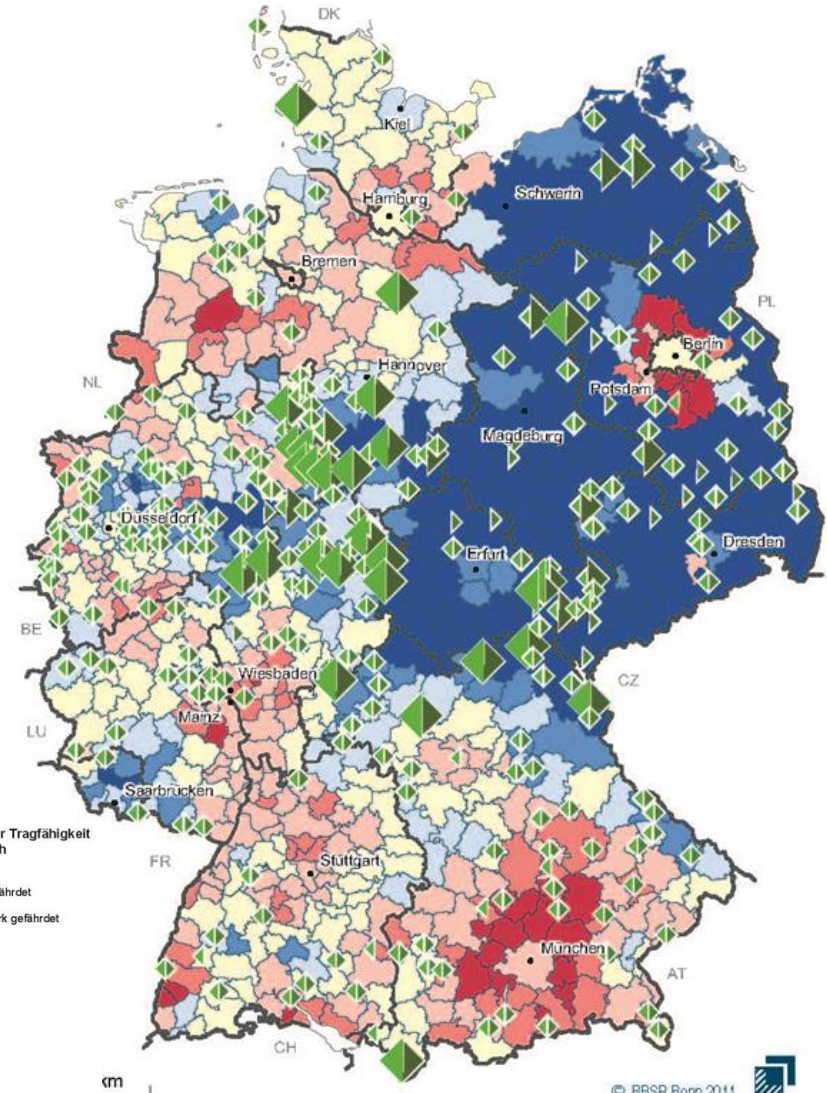 DK
Kiel
Schwerin
Hamburg
Bremen
PL
Berlin
NL
Hannover
Potsdam
Magdeburg
Düsseldorf
Erfurt
Dresden
BE
Wiesbaden
CZ
Mainz
LU
Saarbrücken
r Tragfähigkeit
h
FR
Stuttgart
ährdet
rk gefährdet
München
AT
CH
km
© BBSR Bonn 2011